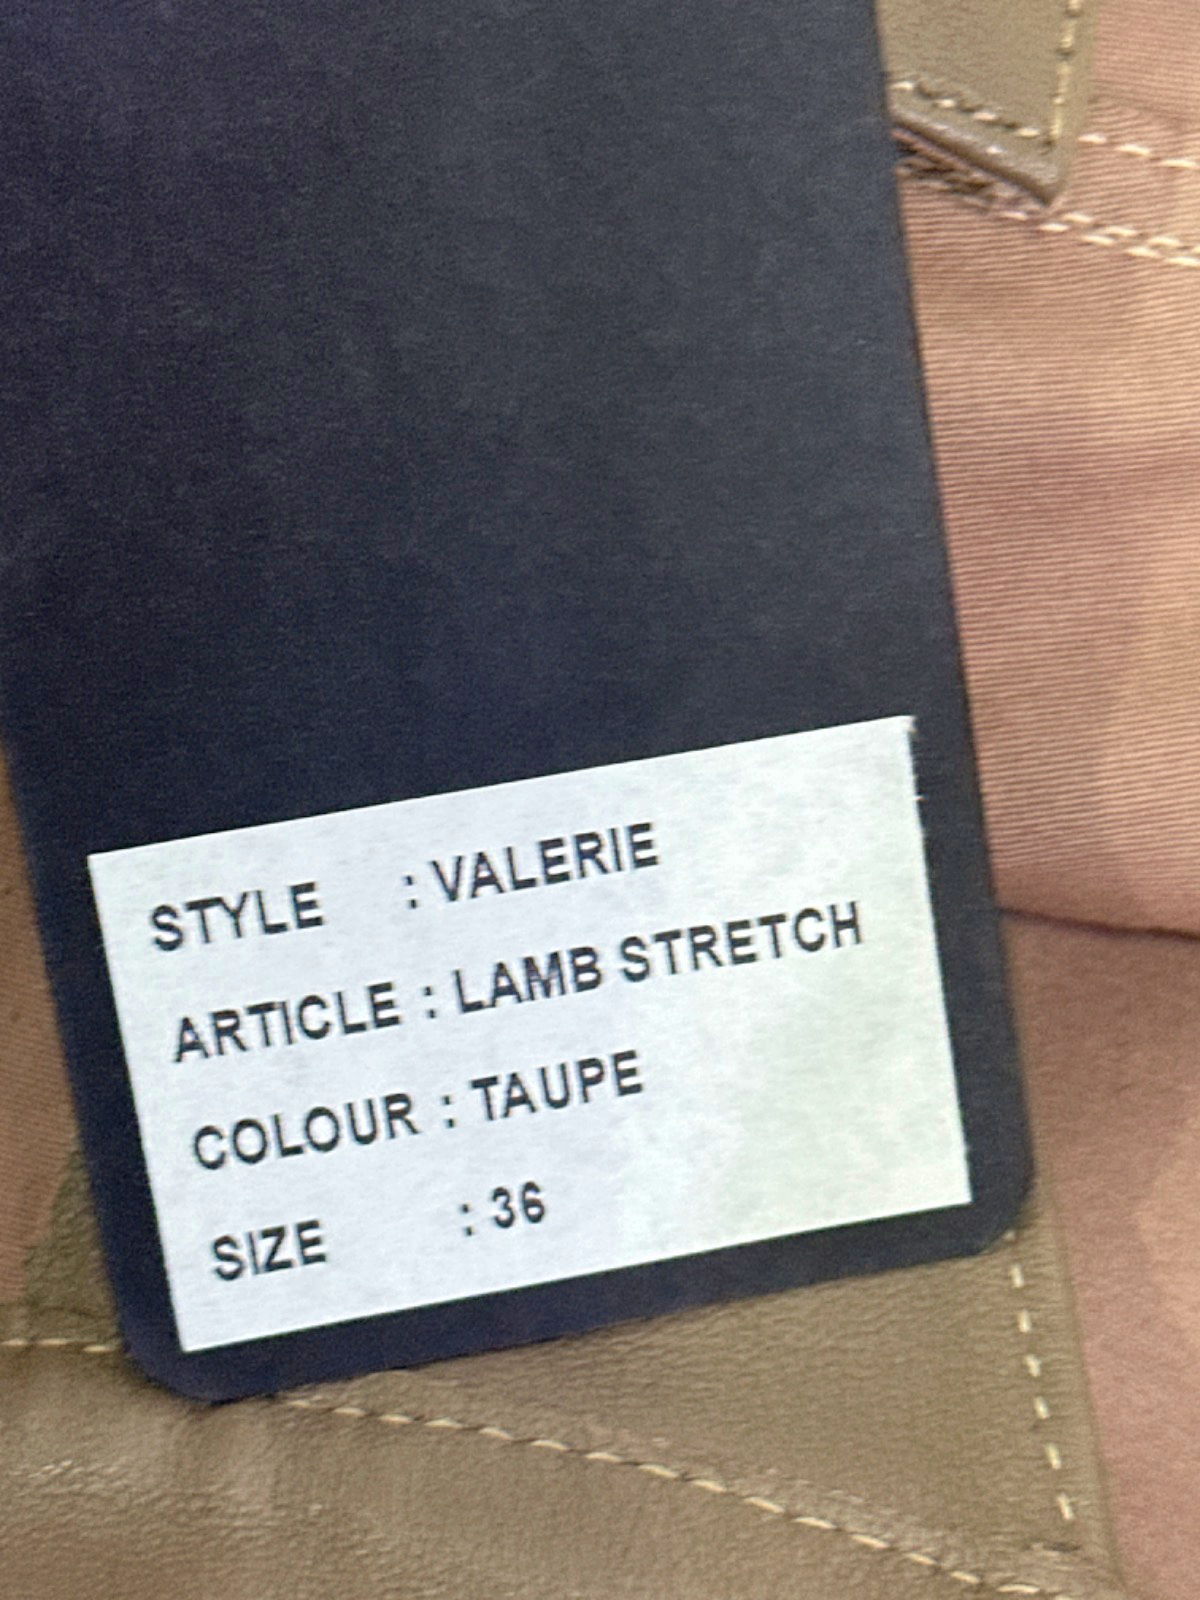 STYLE : VALERIE
ARTICLE : LAMB STRETCH
COLOUR : TAUPE
SIZE : 36